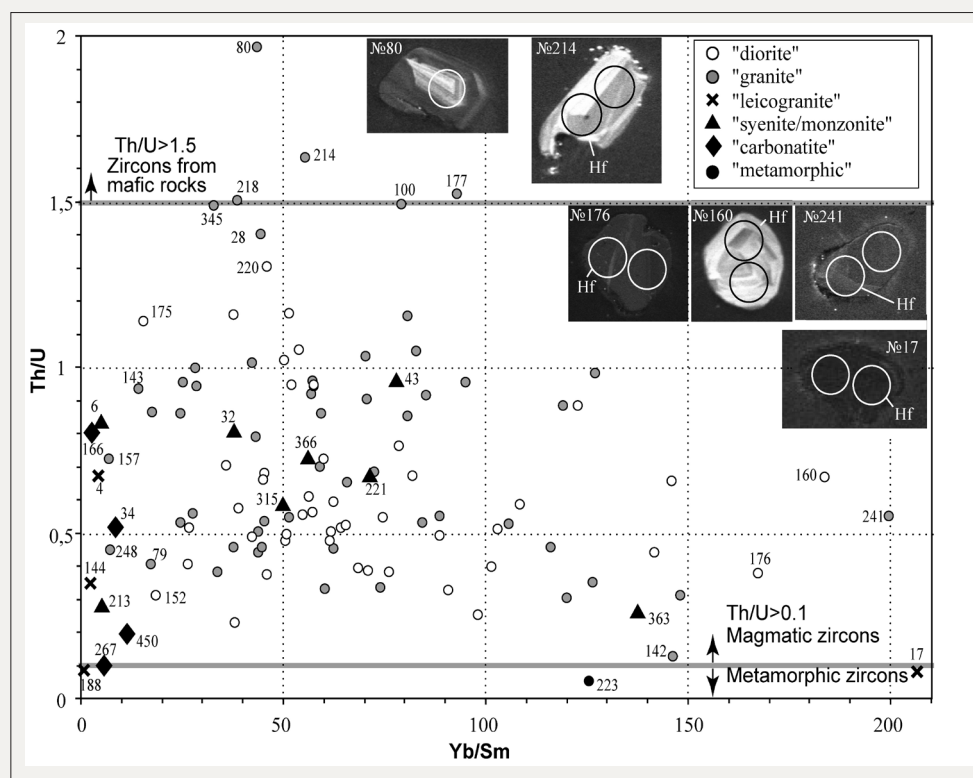 2
80
№80
№214
Hf
"diorite"
"granite"
"leicogranite"
"syenite/monzonite"
"carbonatite"
"metamorphic"
Th/U>1.5
Zircons from
mafic rocks
214
218
177
100
1,5
345
28
220
№176
Hf
№160
Hf
№241
Hf
175
№17
Hf
1
143
43
6
32
166
157
366
4
221
160
34
315
241
0,5
248
79
144
176
152
213
363
Th/U>0.1
Magmatic zircons
450
142
267
17
Metamorphic zircons
188
223
0
0
50
100
150
200
Th/U
Yb/Sm